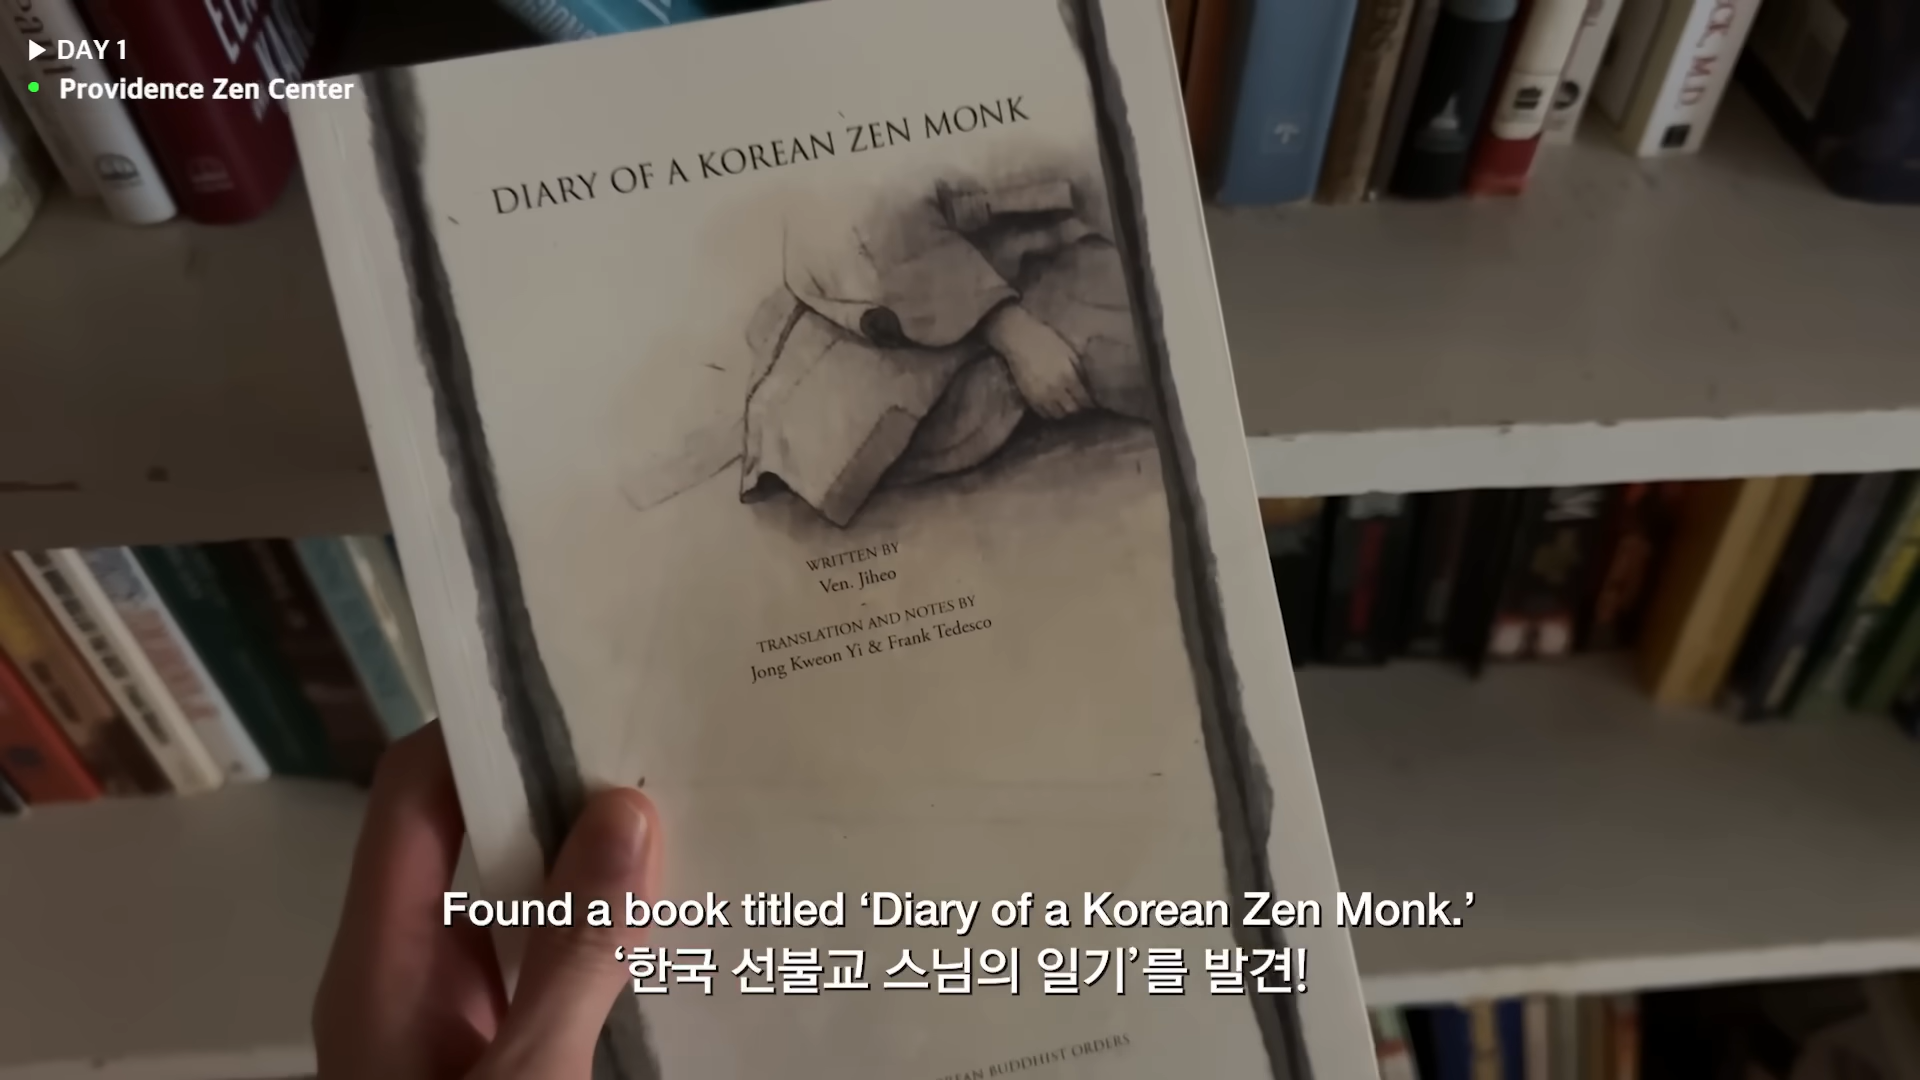 DAY 1
Providence Zen Center
DIARY OF A KOREAN ZEN MONK
WRITTEN BY
Ven. Jiheo
TRANSLATION AND NOTES BY
Jong Kweon Yi & Frank Tedesco
BUDDHIST ORDERS
Found a book titled ‘Diary of a Korean Zen Monk.’
‘한국 선불교 스님의 일기’를 발견!